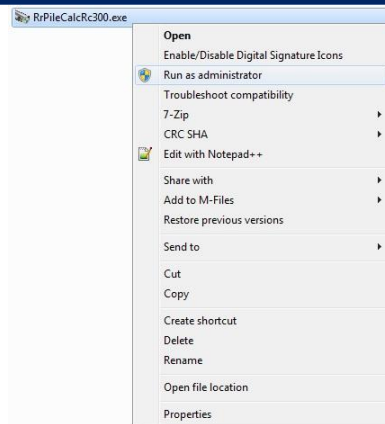 RrPileCalcRc300.exe
Open
Enable/Disable Digital Signature Icons
Run as administrator
Troubleshoot compatibility
7-Zip
CRC SHA
Edit with Notepad++
Share with
Add to M-Files
Restore previous versions
Send to
Cut
Copy
Create shortcut
Delete
Rename
Open file location
Properties